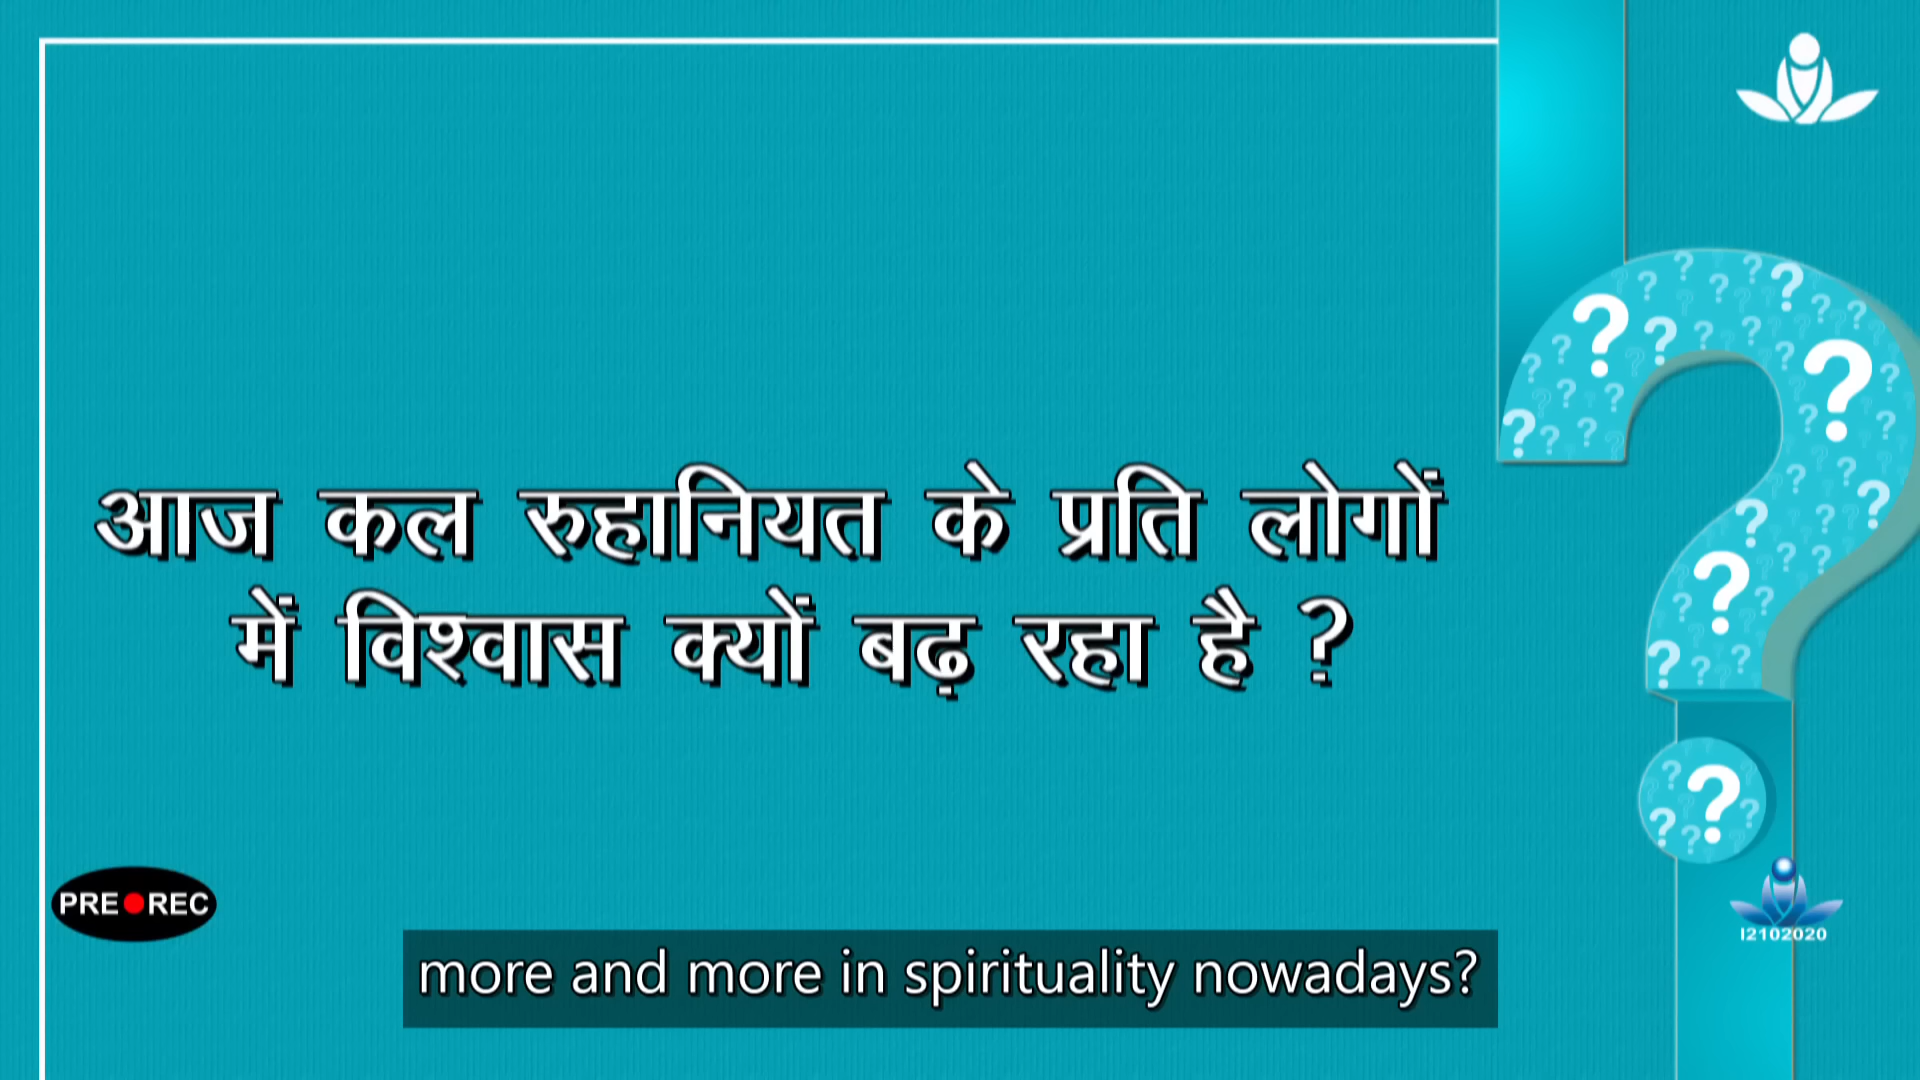 आज कल रुहानियत के प्रति लोगों
में विश्वास क्यों बढ़ रहा है ?
PRE REC
I2102020
more and more in spirituality nowadays?